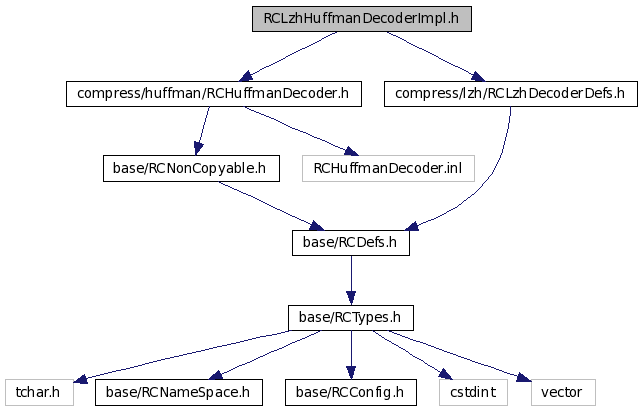 RCLzhHuffmanDecoderImpl.h
compress/huffman/RCHuffmanDecoder.h
compress/lzh/RCLzhDecoderDefs.h
base/RCNonCopyable.h
RCHuffmanDecoder.inl
base/RCDefs.h
base/RCTypes.h
tchar.h
base/RCNameSpace.h
base/RCConfig.h
cstdint
vector